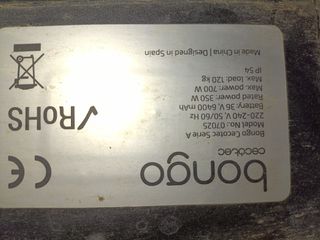 bongo
cecotec
Bongo Cecotec Serie A
Model No.: 07025
220-240 V, 50/60 Hz
Battery: 36 V, 6400 mAh
Rated power: 350 W
Max. power: 700 W
Max. load: 120 kg
IP 54
Made in China | Designed in Spain
CE
√RoHS